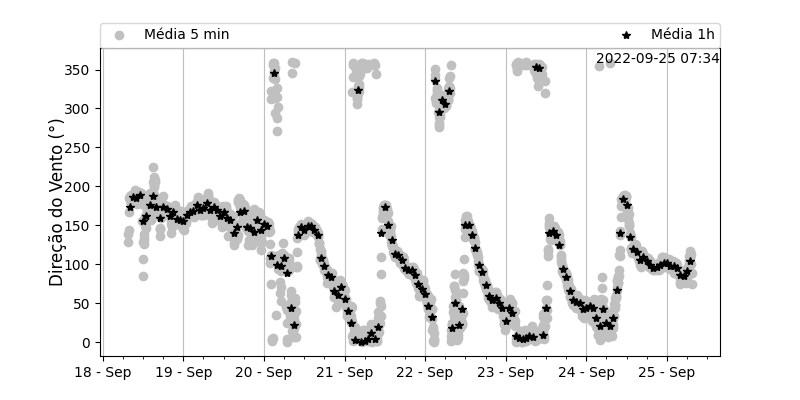 Média 5 min
Média 1h
2022-09-25 07:34
Direção do Vento (°)
350
300
250
200
150
100
50
0
18 - Sep
19 - Sep
20 - Sep
21 - Sep
22 - Sep
23 - Sep
24 - Sep
25 - Sep